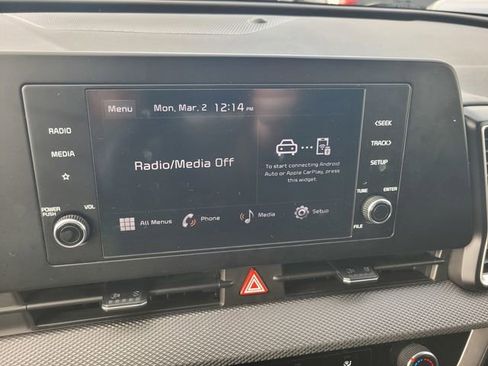 Menu Mon, Mar, 2 12:14 PM
RADIO
MEDIA
POWER PUSH VOL
Radio/Media Off
To start connecting Android
Auto or Apple CarPlay, press
this widget.
All Menus Phone Media Setup
<SEEK
TRACK>
SETUP
TUNE ENTER
FILE